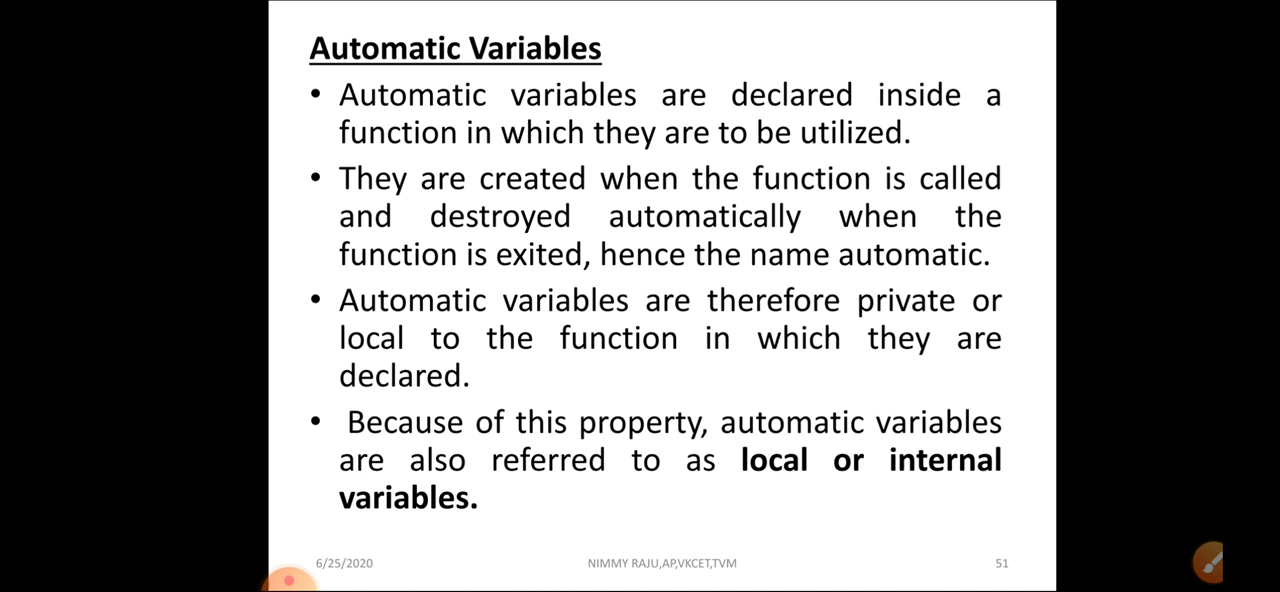 Automatic Variables
• Automatic variables are declared inside a
function in which they are to be utilized.
• They are created when the function is called
and destroyed automatically when the
function is exited, hence the name automatic.
• Automatic variables are therefore private or
local to the function in which they are
declared.
• Because of this property, automatic variables
are also referred to as local or internal
variables.
6/25/2020 NIMMY RAJU,AP,VKCET,TVM 51